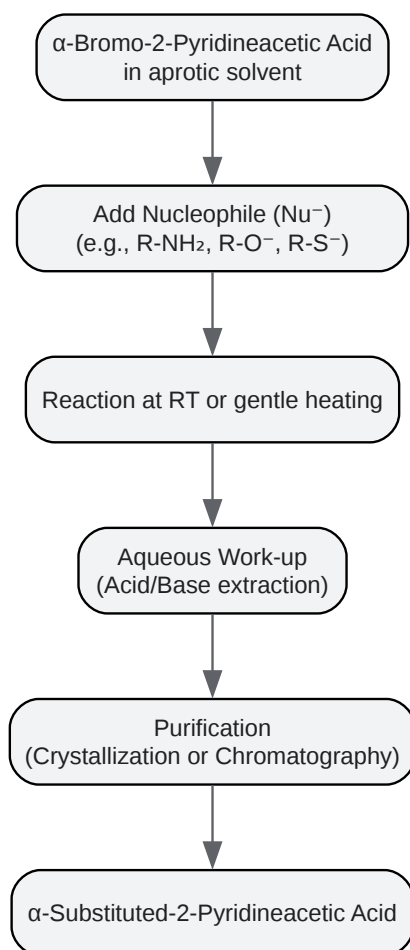 α-Bromo-2-Pyridineacetic Acid
in aprotic solvent
Add Nucleophile (Nu⁻)
(e.g., R-NH₂, R-O⁻, R-S⁻)
Reaction at RT or gentle heating
Aqueous Work-up
(Acid/Base extraction)
Purification
(Crystallization or Chromatography)
α-Substituted-2-Pyridineacetic Acid